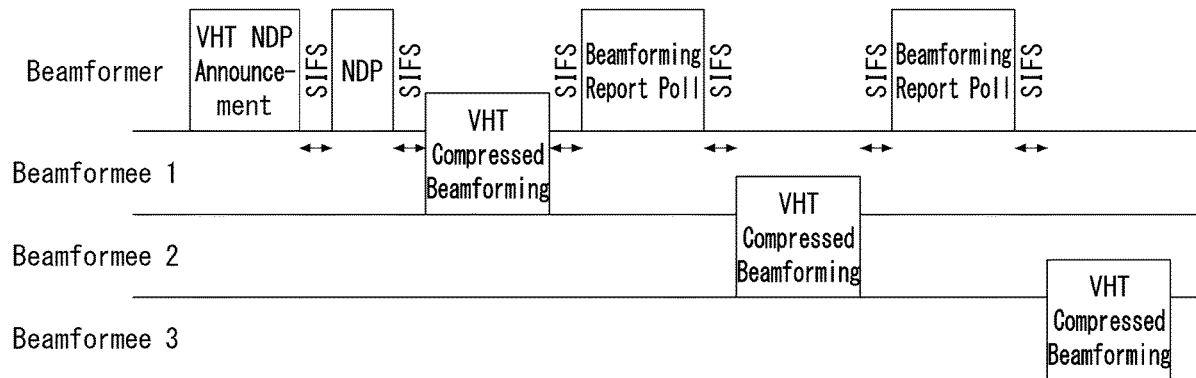 Beamformer
VHT NDP
Announce-
ment
SIFS
NDP
SIFS
SIFS
Beamforming
Report Poll
SIFS
SIFS
Beamforming
Report Poll
SIFS
Beamformee 1
VHT
Compressed
Beamforming
Beamformee 2
VHT
Compressed
Beamforming
Beamformee 3
VHT
Compressed
Beamforming